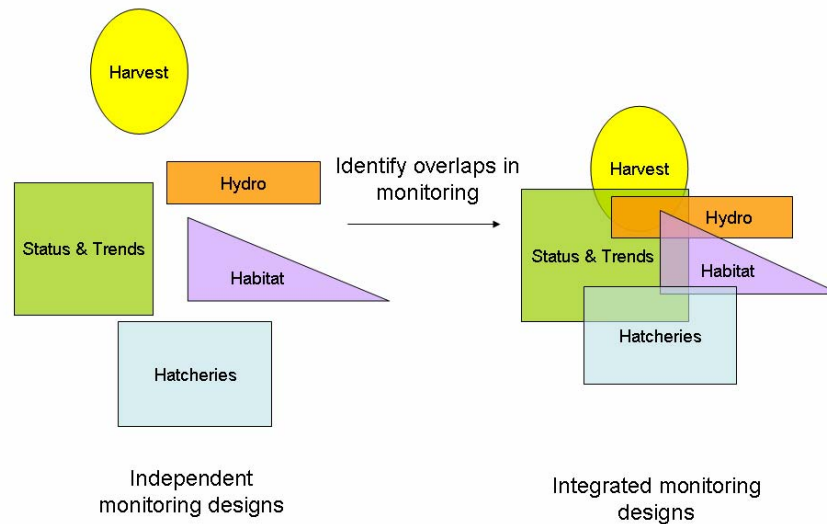 Harvest
Hydro
Status & Trends
Habitat
Hatcheries
Independent
monitoring designs
Identify overlaps in
monitoring
Harvest
Hydro
Status & Trends
Habitat
Hatcheries
Integrated monitoring
designs